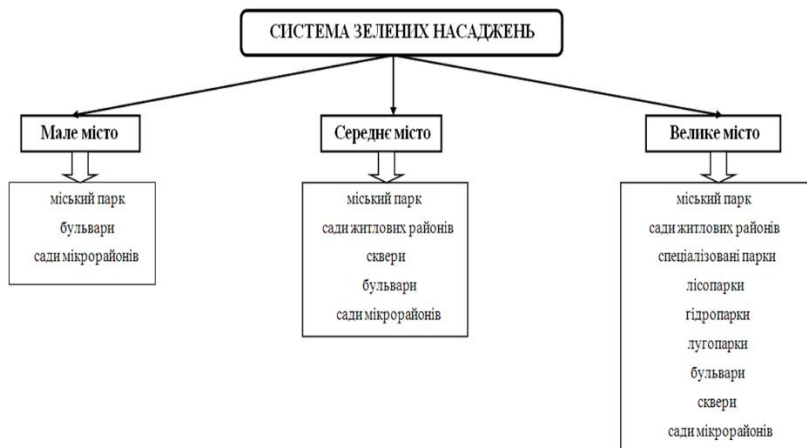 СИСТЕМА ЗЕЛЕНИХ НАСАДЖЕНЬ
Мале місто
міський парк
бульвари
сади мікрорайонів
Середнє місто
міський парк
сади житлових районів
сквери
бульвари
сади мікрорайонів
Велике місто
міський парк
сади житлових районів
спеціалізовані парки
лісопарки
гідропарки
лугопарки
бульвари
сквери
сади мікрорайонів